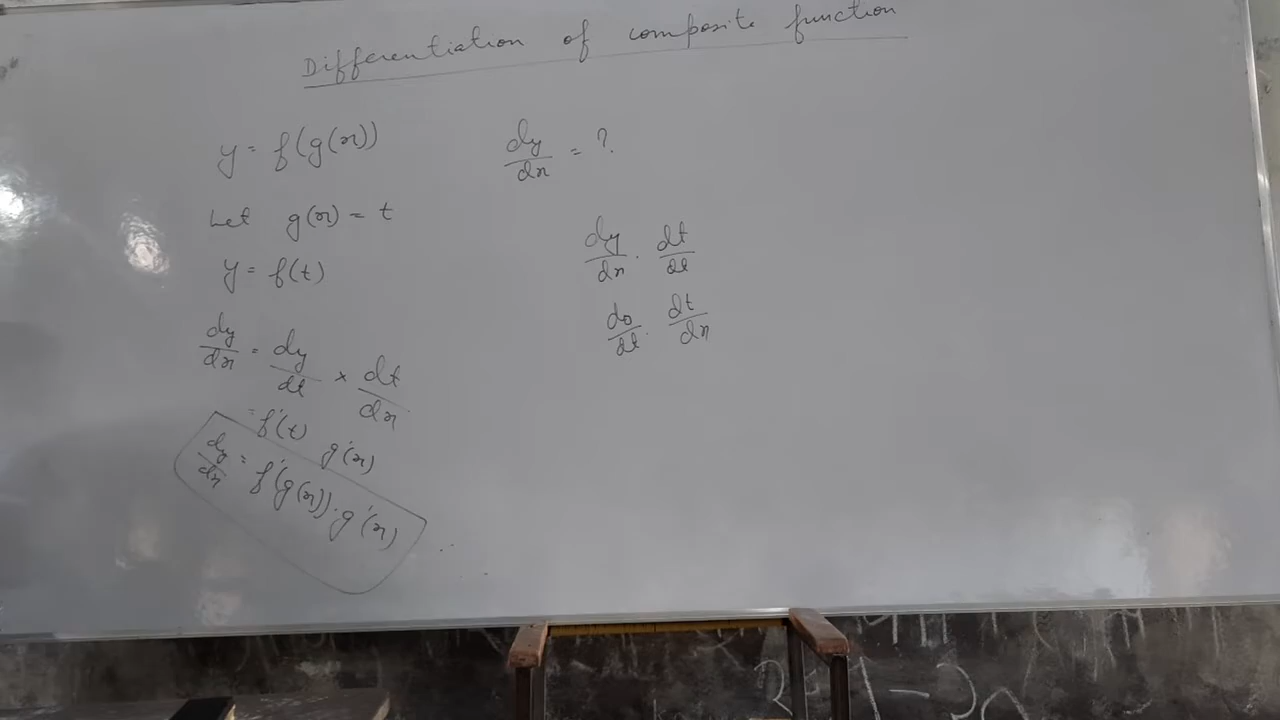 Differentiation of composite function
y = f(g(x))
dy/dx = ?
Let g(x) = t
y = f(t)
dy/dx = dy/dt × dt/dx
= f'(t) g'(x)
dy/dx = f'(g(x)).g'(x)
dy/dx . dt/dt
dy/dt . dt/dx